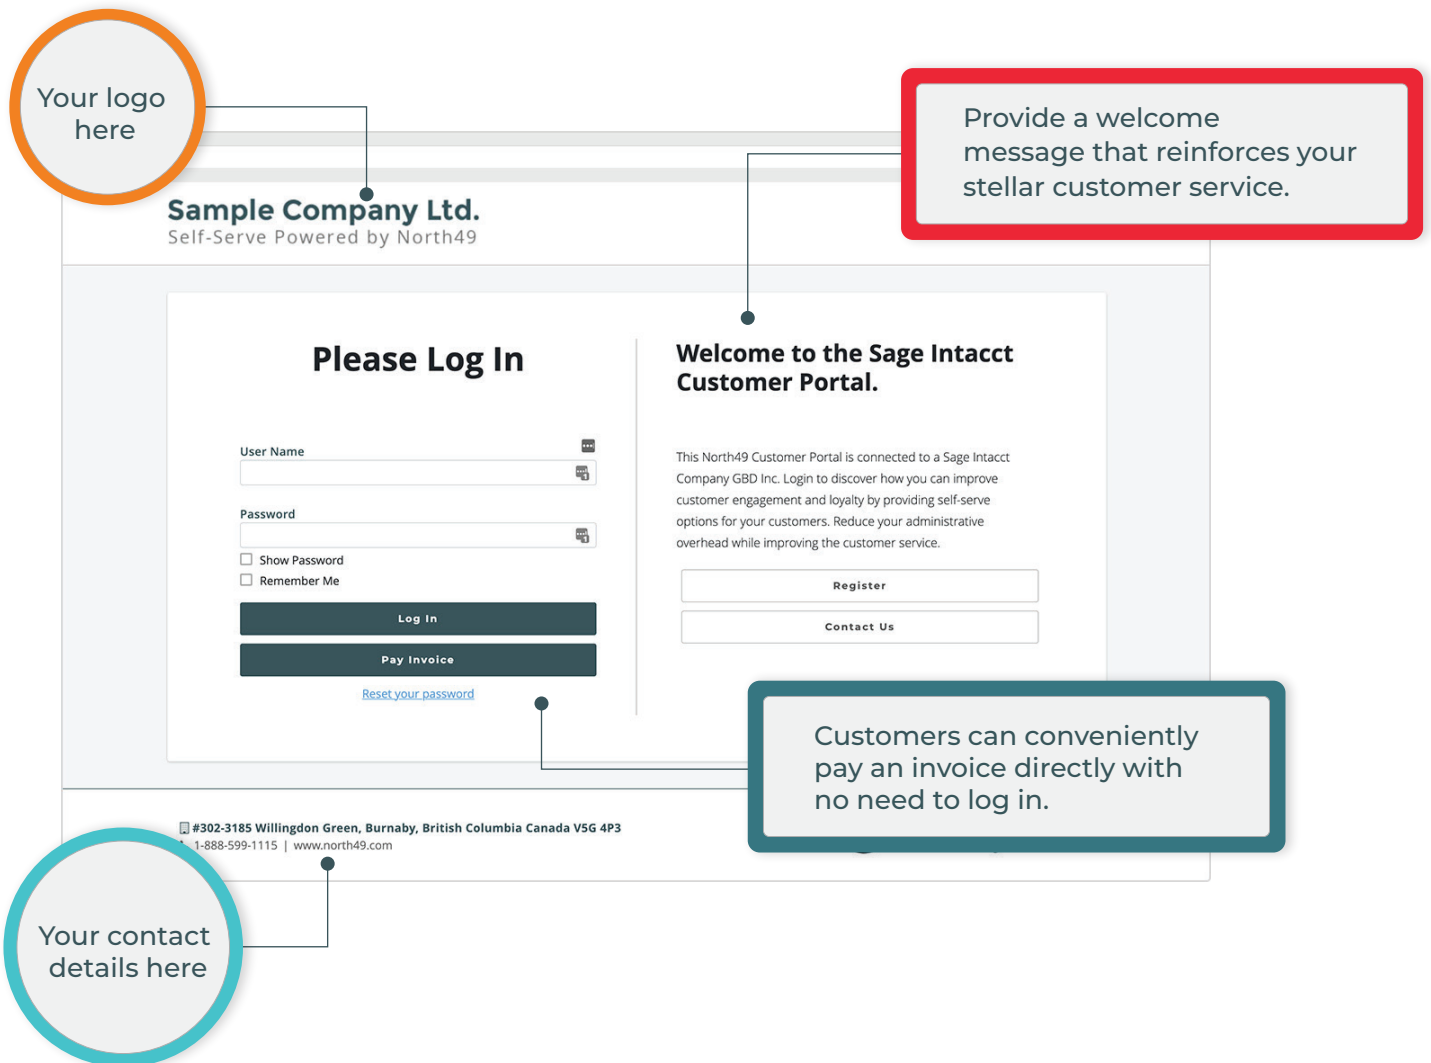 Your logo
here
Provide a welcome
message that reinforces your
stellar customer service.
Sample Company Ltd.
Self-Serve Powered by North49
Please Log In
User Name
Password
Show Password
Remember Me
Log In
Pay Invoice
Reset your password
Welcome to the Sage Intacct
Customer Portal.
This North49 Customer Portal is connected to a Sage Intacct
Company GBD Inc. Login to discover how you can improve
customer engagement and loyalty by providing self-serve
options for your customers. Reduce your administrative
overhead while improving the customer service.
Register
Contact Us
Customers can conveniently
pay an invoice directly with
no need to log in.
#302-3185 Willingdon Green, Burnaby, British Columbia Canada V5G 4P3
1-888-599-1115 | www.north49.com
Your contact
details here